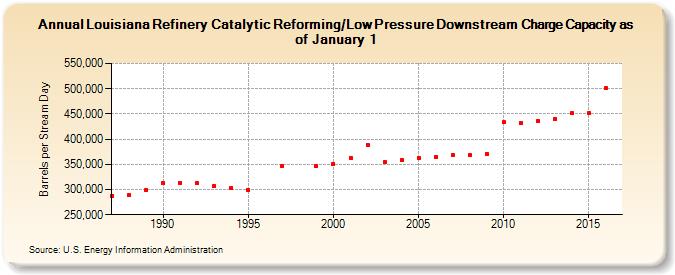 Annual Louisiana Refinery Catalytic Reforming/Low Pressure Downstream Charge Capacity as
of January 1
Barrels per Stream Day
550,000
500,000
450,000
400,000
350,000
300,000
250,000
1990 1995 2000 2005 2010 2015
Source: U.S. Energy Information Administration